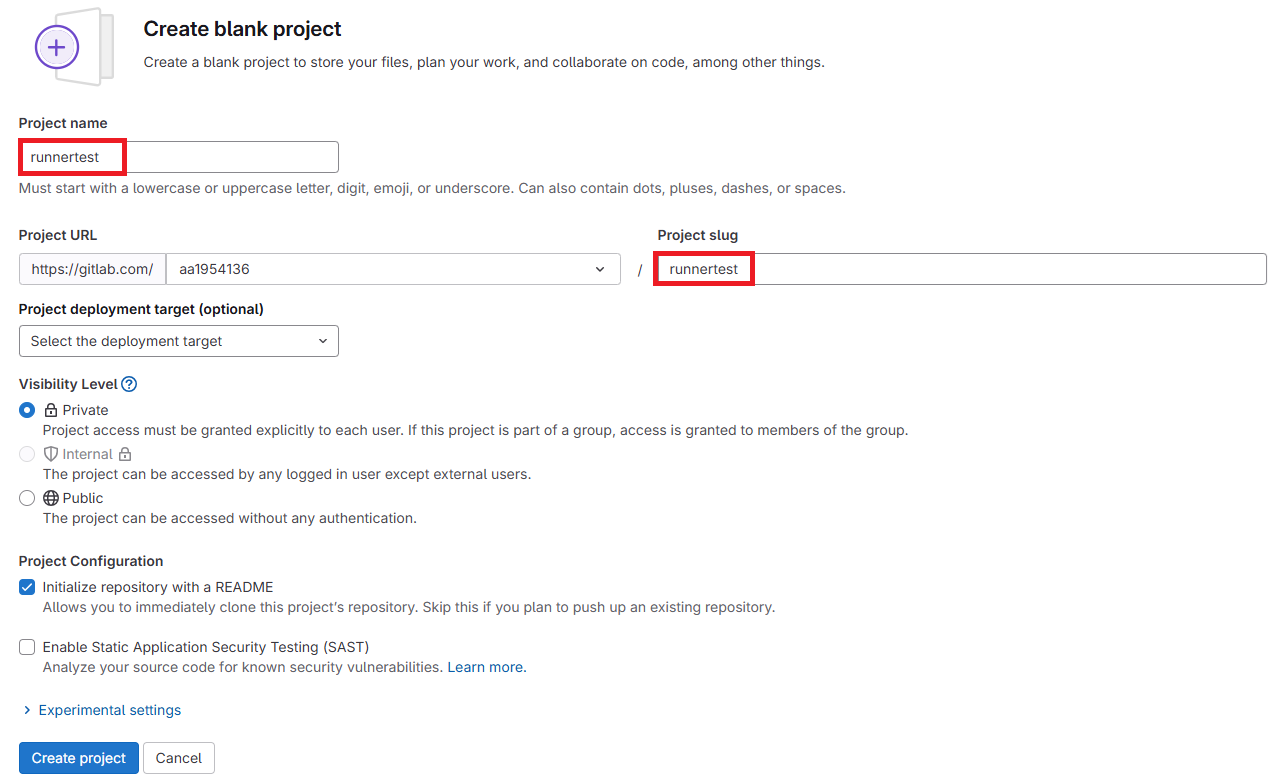 Create blank project
Create a blank project to store your files, plan your work, and collaborate on code, among other things.
Project name
runnertest
Must start with a lowercase or uppercase letter, digit, emoji, or underscore. Can also contain dots, pluses, dashes, or spaces.
Project URL
Project slug
https://gitlab.com/ aa1954136 / runnertest
Project deployment target (optional)
Select the deployment target
Visibility Level
Private
Project access must be granted explicitly to each user. If this project is part of a group, access is granted to members of the group.
Internal
The project can be accessed by any logged in user except external users.
Public
The project can be accessed without any authentication.
Project Configuration
Initialize repository with a README
Allows you to immediately clone this project's repository. Skip this if you plan to push up an existing repository.
Enable Static Application Security Testing (SAST)
Analyze your source code for known security vulnerabilities. Learn more.
Experimental settings
Create project Cancel